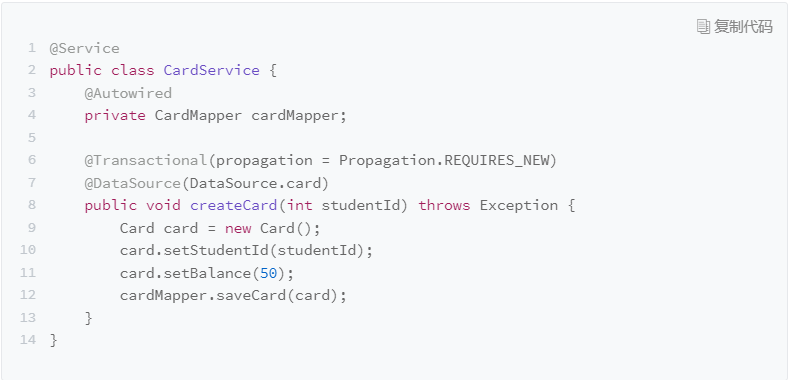 复制代码
1 @Service
2 public class CardService {
3     @Autowired
4     private CardMapper cardMapper;
5
6     @Transactional(propagation = Propagation.REQUIRES_NEW)
7     @DataSource(DataSource.card)
8     public void createCard(int studentId) throws Exception {
9         Card card = new Card();
10         card.setStudentId(studentId);
11         card.setBalance(50);
12         cardMapper.saveCard(card);
13     }
14 }